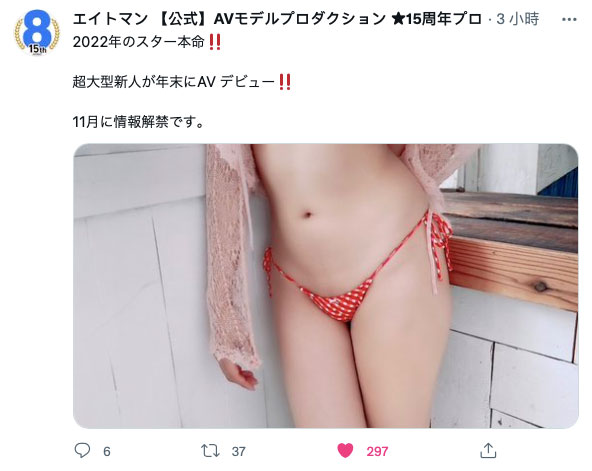 エイトマン 【公式】AVモデルプロダクション ★15周年プロ · 3 小時
8
15th
2022年のスター本命‼️
超大型新人が年末にAV デビュー‼️
11月に情報解禁です。
6
37
297